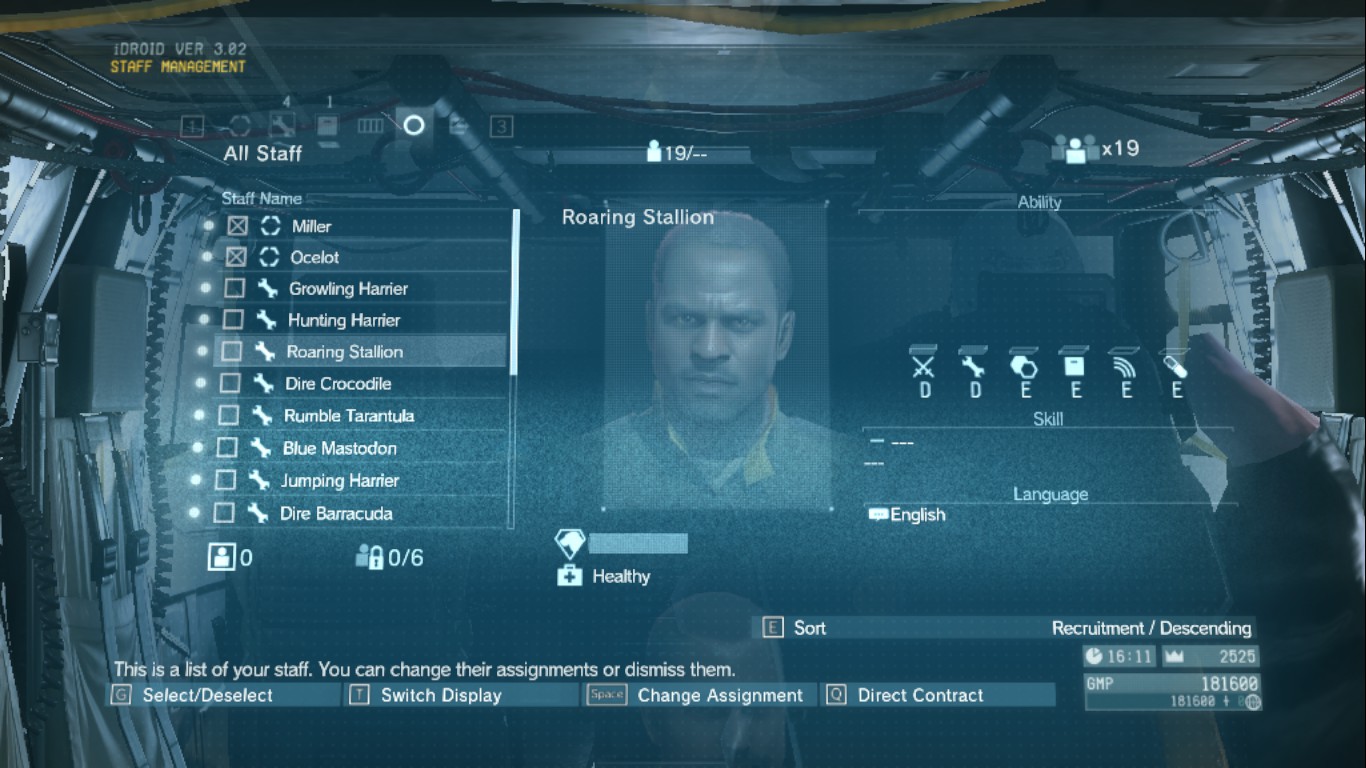 iDROID VER 3.02
STAFF MANAGEMENT
4 1
1 3
All Staff
19/--
x19
Staff Name
Miller
Ocelot
Growling Harrier
Hunting Harrier
Roaring Stallion
Dire Crocodile
Rumble Tarantula
Blue Mastodon
Jumping Harrier
Dire Barracuda
0 0/6
Roaring Stallion
Healthy
Ability
D D E E E E
Skill
---
---
Language
English
E Sort
Recruitment / Descending
16:11 2525
GMP 181600
181600 + 0
This is a list of your staff. You can change their assignments or dismiss them.
G Select/Deselect T Switch Display Space Change Assignment Q Direct Contract